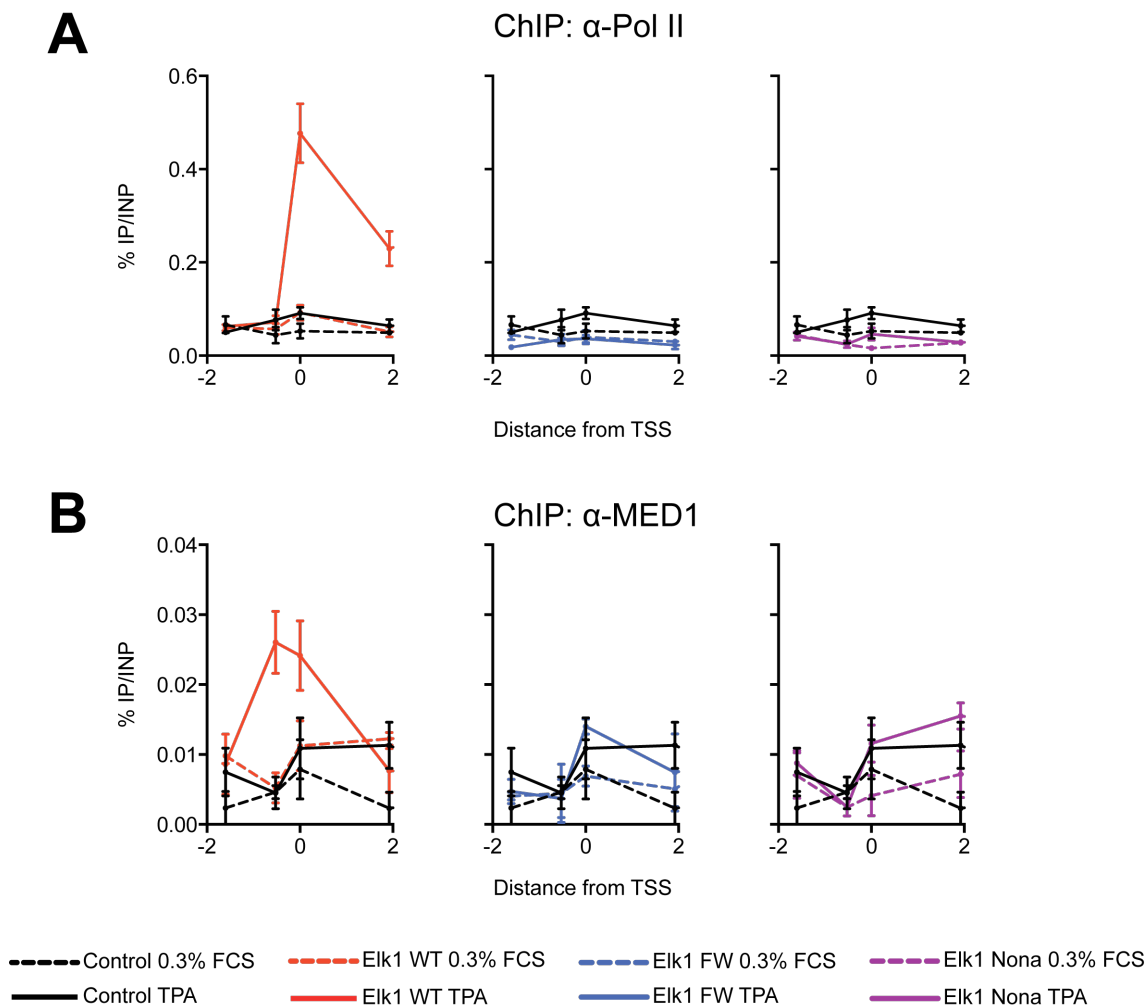 A
ChIP: α-Pol II
% IP/INP
0.6
0.4
0.2
0.0
-2 0 2
-2 0 2
-2 0 2
Distance from TSS
B
ChIP: α-MED1
% IP/INP
0.04
0.03
0.02
0.01
0.00
-2 0 2
-2 0 2
-2 0 2
Distance from TSS
Control 0.3% FCS
Elk1 WT 0.3% FCS
Elk1 FW 0.3% FCS
Elk1 Nona 0.3% FCS
Control TPA
Elk1 WT TPA
Elk1 FW TPA
Elk1 Nona TPA